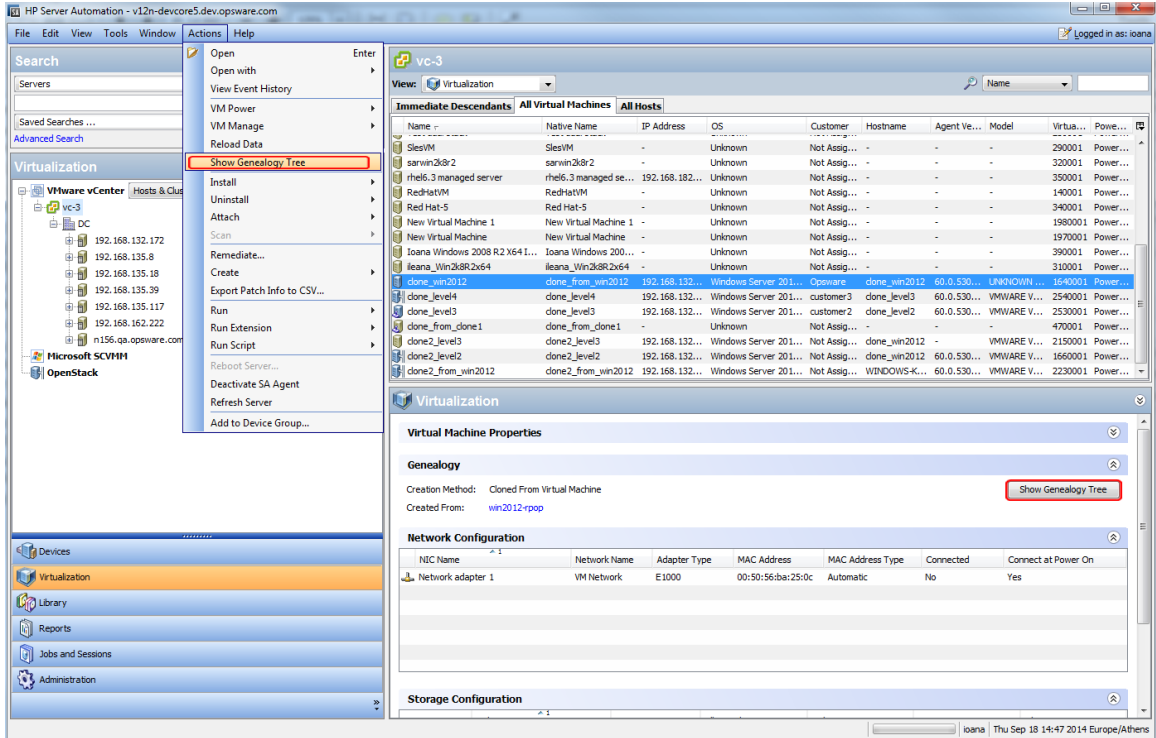 HP Server Automation - v12n-devcore5.dev.opsware.com
File Edit View Tools Window Actions Help
Logged in as: ioana
Search
Servers
Saved Searches ...
Advanced Search
Virtualization
VMware vCenter Hosts & Clus
vc-3
DC
192.168.132.172
192.168.135.8
192.168.135.18
192.168.135.39
192.168.135.117
192.168.162.222
n156.qa.opsware.com
Microsoft SCVMM
OpenStack
Devices
Virtualization
Library
Reports
Jobs and Sessions
Administration
Open Enter
Open with
View Event History
VM Power
VM Manage
Reload Data
Show Genealogy Tree
Install
Uninstall
Attach
Scan
Remediate...
Create
Export Patch Info to CSV...
Run
Run Extension
Run Script
Reboot Server...
Deactivate SA Agent
Refresh Server
Add to Device Group...
vc-3
View: Virtualization Name
Immediate Descendants All Virtual Machines All Hosts
Name Native Name IP Address OS Customer Hostname Agent Ve... Model Virtua... Powe...
SlesVM SlesVM - Unknown Not Assig... - - - 290001 Power...
sarwin2k8r2 sarwin2k8r2 - Unknown Not Assig... - - - 320001 Power...
rhel6.3 managed server rhel6.3 managed se... 192.168.182... Unknown Not Assig... - - - 350001 Power...
RedHatVM RedHatVM - Unknown Not Assig... - - - 140001 Power...
Red Hat-5 Red Hat-5 - Unknown Not Assig... - - - 340001 Power...
New Virtual Machine 1 New Virtual Machine 1 - Unknown Not Assig... - - - 1980001 Power...
New Virtual Machine New Virtual Machine - Unknown Not Assig... - - - 1970001 Power...
Ioana Windows 2008 R2 X64 I... Ioana Windows 200... - Unknown Not Assig... - - - 390001 Power...
ileana_Win2k8R2x64 ileana_Win2k8R2x64 - Unknown Not Assig... - - - 310001 Power...
clone_win2012 clone_from_win2012 192.168.132... Windows Server 201... Opsware clone_win2012 60.0.530... UNKNOWN ... 1640001 Power...
clone_level4 clone_level4 192.168.132... Windows Server 201... customer3 clone_level3 60.0.530... VMWARE V... 2540001 Power...
clone_level3 clone_level3 192.168.132... Windows Server 201... customer2 clone_level2 60.0.530... VMWARE V... 2530001 Power...
clone_from_clone1 clone_from_clone1 - Unknown Not Assig... - - - 470001 Power...
clone2_level3 clone2_level3 192.168.132... Windows Server 201... Not Assig... clone_win2012 - VMWARE V... 2150001 Power...
clone2_level2 clone2_level2 192.168.132... Windows Server 201... Not Assig... clone_win2012 60.0.530... VMWARE V... 1660001 Power...
clone2_from_win2012 clone2_from_win2012 192.168.132... Windows Server 201... Not Assig... WINDOWS-K... 60.0.530... VMWARE V... 2230001 Power...
Virtualization
Virtual Machine Properties
Genealogy
Creation Method: Cloned From Virtual Machine
Show Genealogy Tree
Created From: win2012-rpop
Network Configuration
NIC Name 1 Network Name Adapter Type MAC Address MAC Address Type Connected Connect at Power On
Network adapter 1 VM Network E1000 00:50:56:ba:25:0c Automatic No Yes
Storage Configuration
1
ioana Thu Sep 18 14:47 2014 Europe/Athens